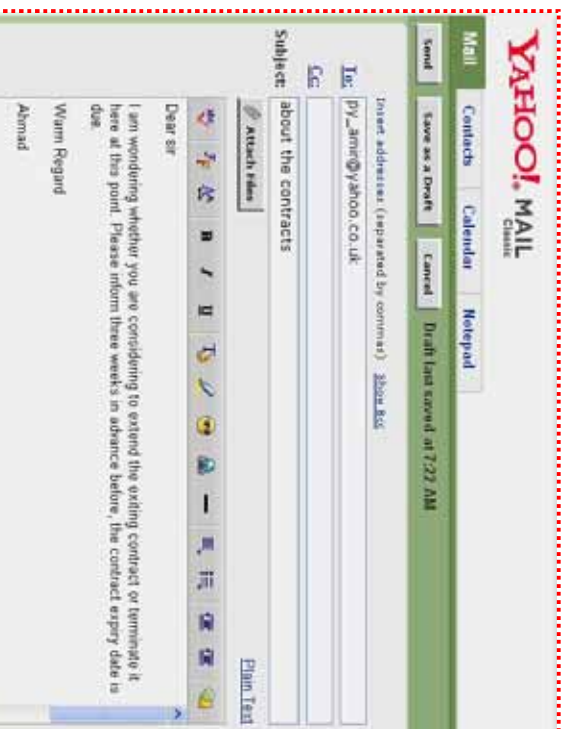 YAHOO! MAIL
Classic
Mail Contacts Calendar Notepad
Send Save as a Draft Cancel Draft last saved at 7:22 AM
Insert addresses (separated by commas) Show BCC
To: py_amir@yahoo.co.uk
Cc:
Subject: about the contracts
Attach Files
Plain Text
B I U
Dear sir
I am wondering whether you are considering to extend the exiting contract or terminate it
here at this point. Please inform three weeks in advance before, the contract expiry date is
due.
Warm Regard
Ahmad